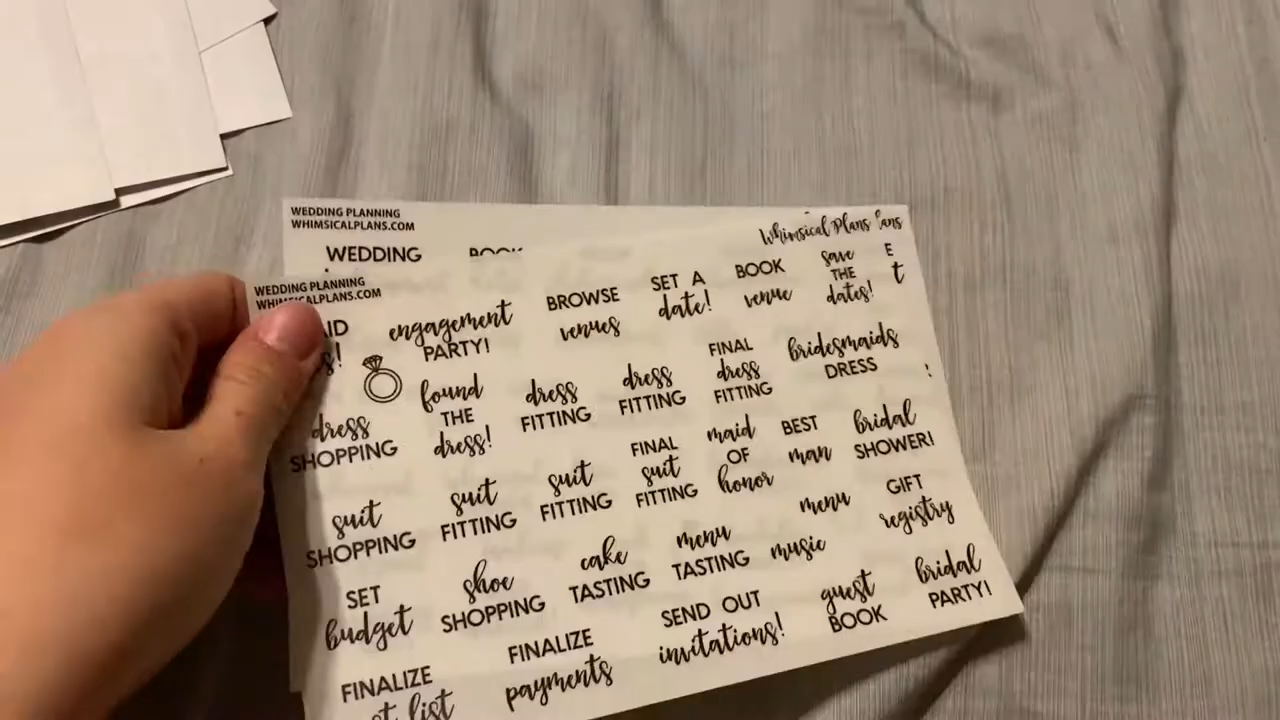 WEDDING PLANNING
WHIMSICALPLANS.COM
Whimsical Plans
WEDDING
BOOK
WEDDING PLANNING
WHIMSICALPLANS.COM
engagement
PARTY!
BROWSE
venues
SET A
date!
BOOK
venue
save
THE
dates!
dress
SHOPPING
found
THE
dress!
dress
FITTING
dress
FITTING
FINAL
dress
FITTING
bridesmaids
DRESS
suit
SHOPPING
suit
FITTING
suit
FITTING
FINAL
suit
FITTING
maid
OF
honor
BEST
man
bridal
SHOWER!
SET
budget
shoe
SHOPPING
cake
TASTING
menu
TASTING
music
menu
GIFT
registry
FINALIZE
list
FINALIZE
payments
SEND OUT
invitations!
guest
BOOK
bridal
PARTY!